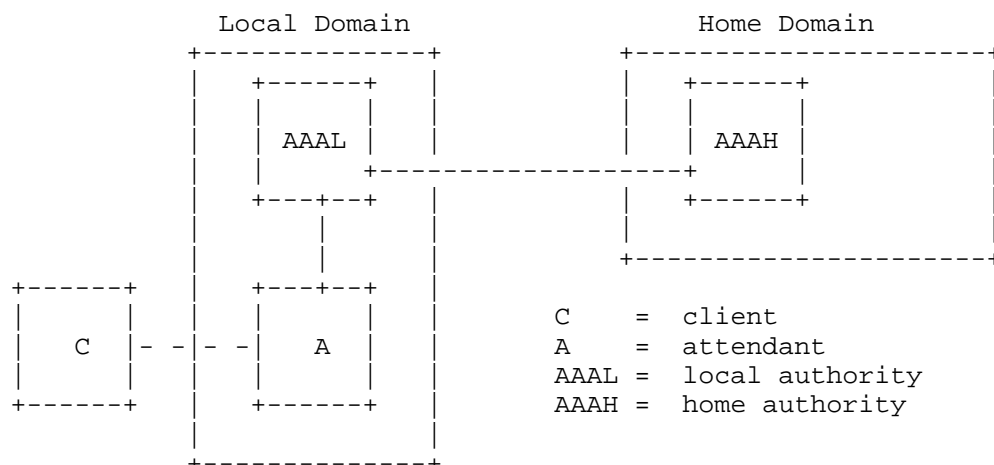 Local Domain Home Domain
AAAL AAAH
C A
C = client
A = attendant
AAAL = local authority
AAAH = home authority